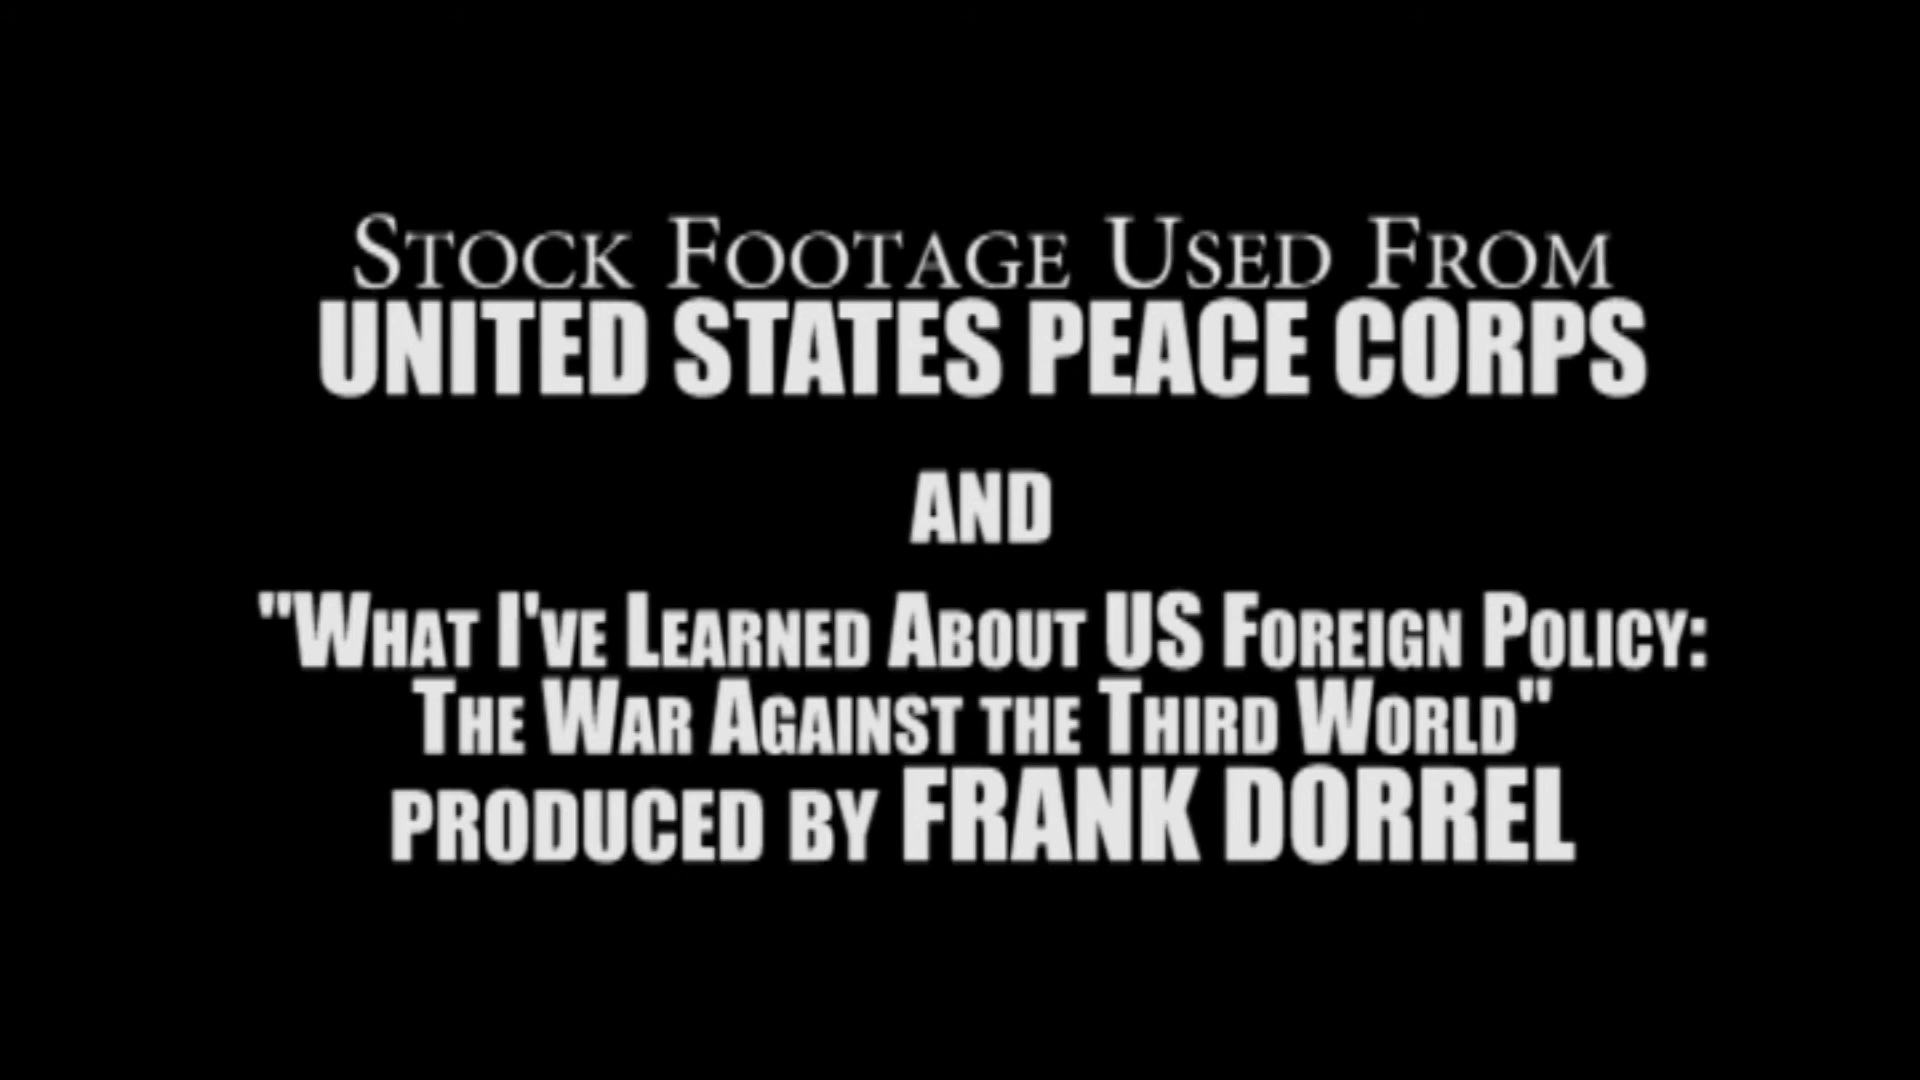 Stock Footage Used From
UNITED STATES PEACE CORPS
AND
"What I've Learned About US Foreign Policy:
The War Against the Third World"
PRODUCED BY FRANK DORREL